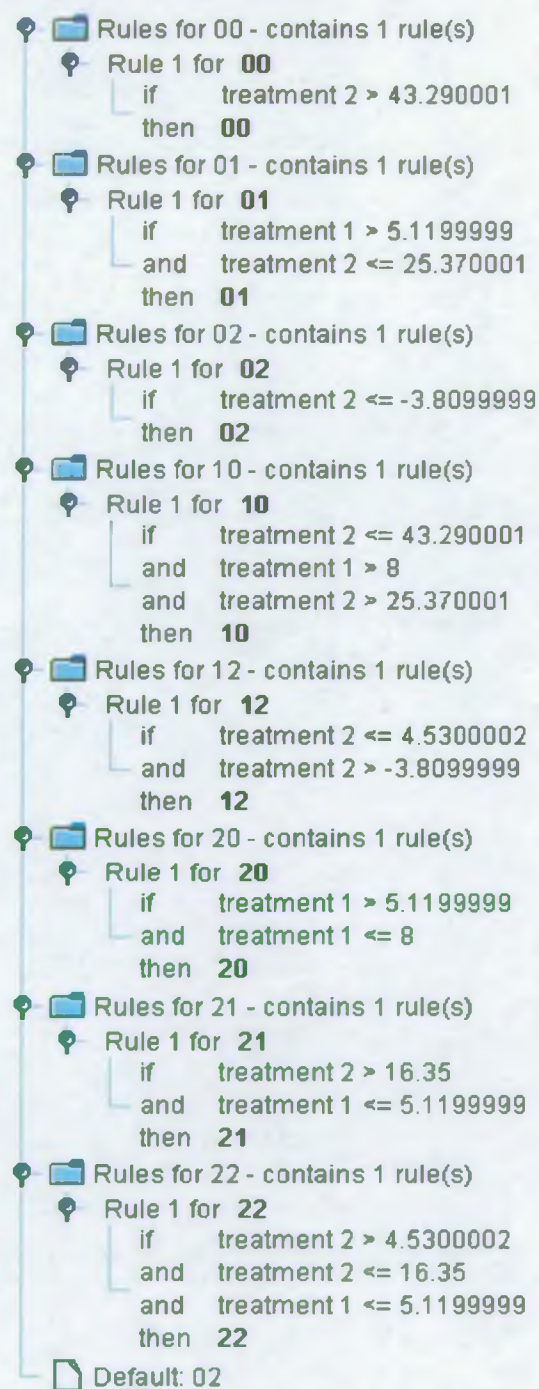 Rules for 00 - contains 1 rule(s)
Rule 1 for 00
if treatment 2 > 43.290001
then 00
Rules for 01 - contains 1 rule(s)
Rule 1 for 01
if treatment 1 > 5.1199999
and treatment 2 <= 25.370001
then 01
Rules for 02 - contains 1 rule(s)
Rule 1 for 02
if treatment 2 <= -3.8099999
then 02
Rules for 10 - contains 1 rule(s)
Rule 1 for 10
if treatment 2 <= 43.290001
and treatment 1 > 8
and treatment 2 > 25.370001
then 10
Rules for 12 - contains 1 rule(s)
Rule 1 for 12
if treatment 2 <= 4.5300002
and treatment 2 > -3.8099999
then 12
Rules for 20 - contains 1 rule(s)
Rule 1 for 20
if treatment 1 > 5.1199999
and treatment 1 <= 8
then 20
Rules for 21 - contains 1 rule(s)
Rule 1 for 21
if treatment 2 > 16.35
and treatment 1 <= 5.1199999
then 21
Rules for 22 - contains 1 rule(s)
Rule 1 for 22
if treatment 2 > 4.5300002
and treatment 2 <= 16.35
and treatment 1 <= 5.1199999
then 22
Default: 02